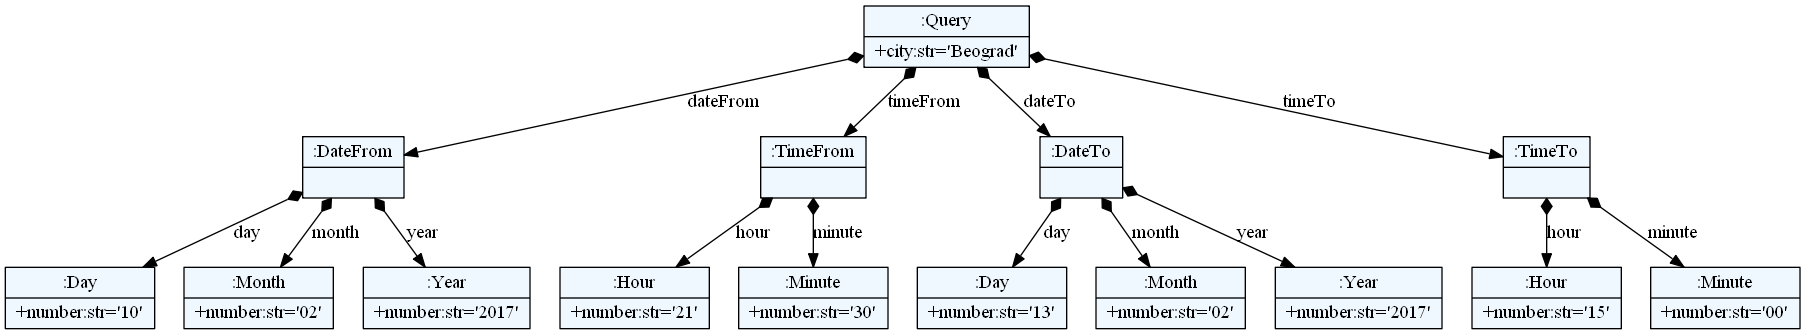 :Query
+city:str='Beograd'
dateFrom
timeFrom
dateTo
timeTo
:DateFrom
:TimeFrom
:DateTo
:TimeTo
day
month
year
hour
minute
day
month
year
hour
minute
:Day
+number:str='10'
:Month
+number:str='02'
:Year
+number:str='2017'
:Hour
+number:str='21'
:Minute
+number:str='30'
:Day
+number:str='13'
:Month
+number:str='02'
:Year
+number:str='2017'
:Hour
+number:str='15'
:Minute
+number:str='00'